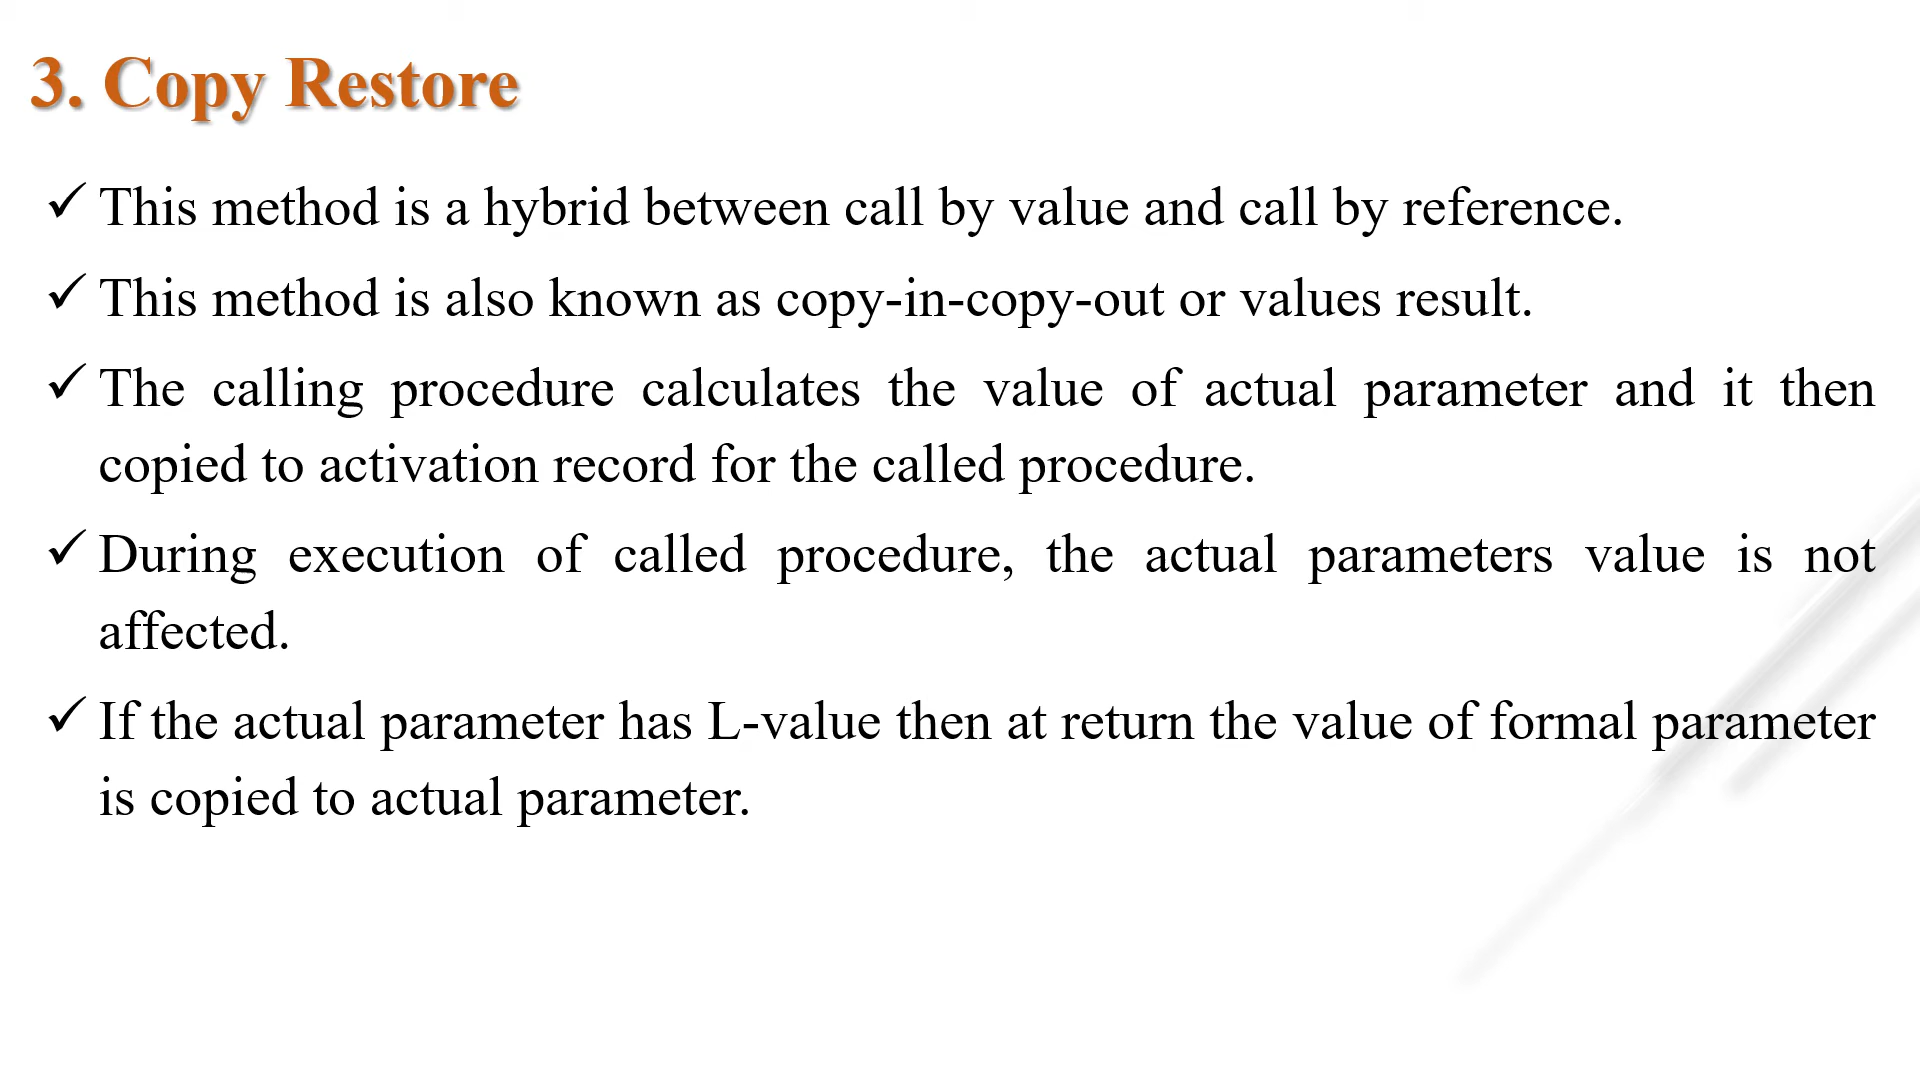 3. Copy Restore
✓ This method is a hybrid between call by value and call by reference.
✓ This method is also known as copy-in-copy-out or values result.
✓ The calling procedure calculates the value of actual parameter and it then
copied to activation record for the called procedure.
✓ During execution of called procedure, the actual parameters value is not
affected.
✓ If the actual parameter has L-value then at return the value of formal parameter
is copied to actual parameter.